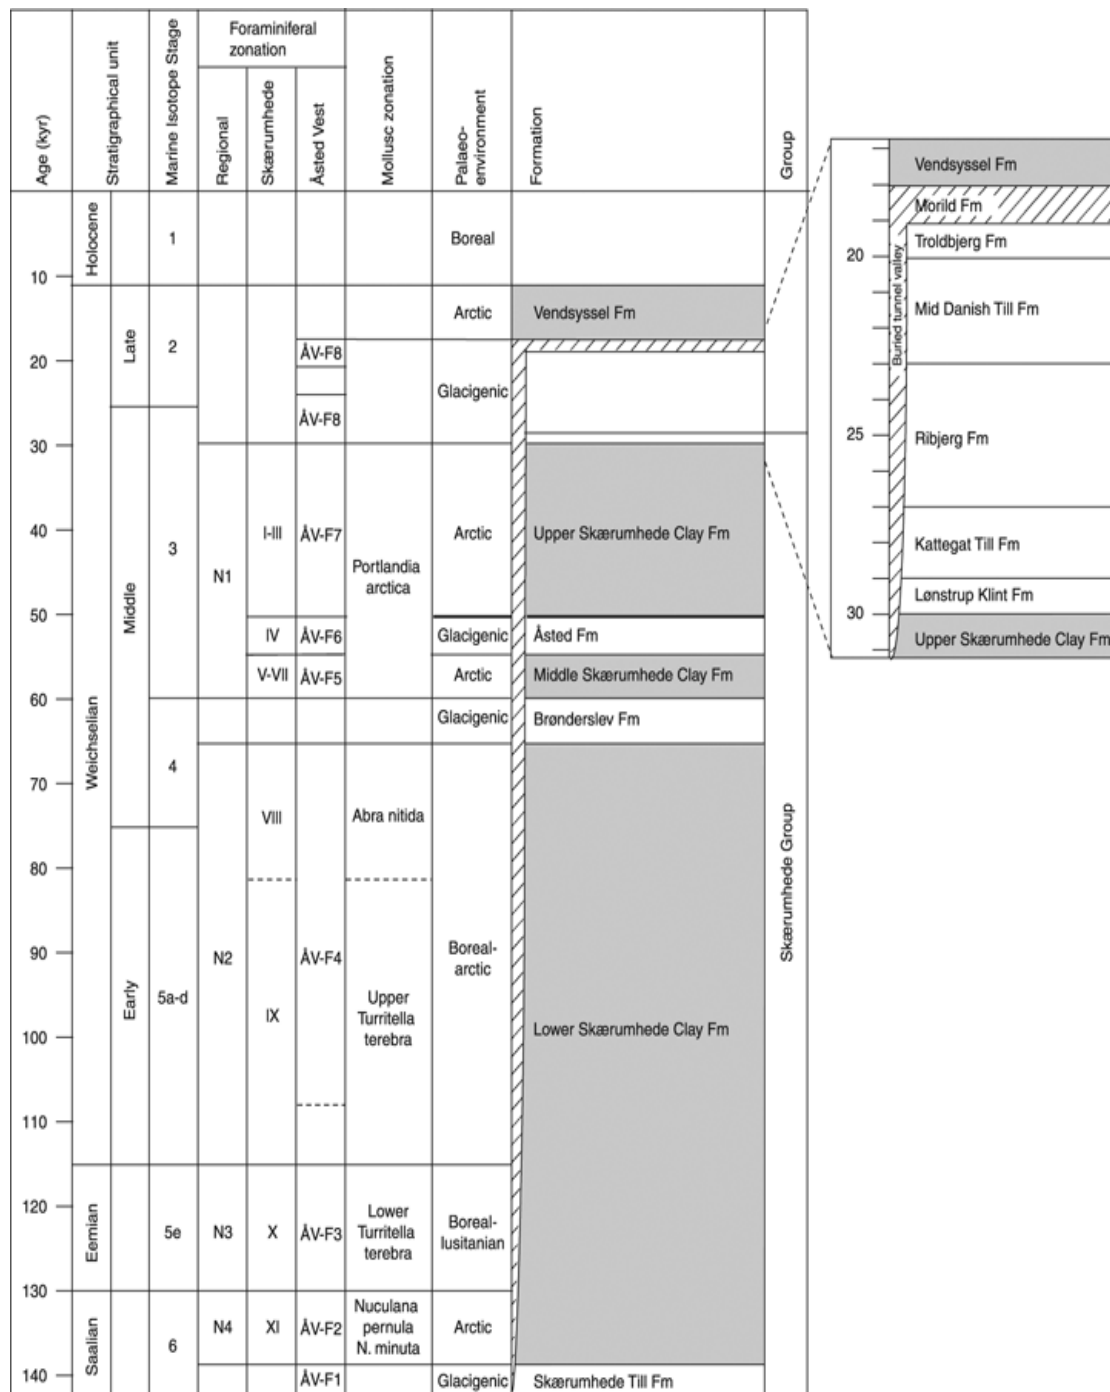 Age (kyr)
Stratigraphical unit
Marine Isotope Stage
Foraminiferal
zonation
Regional
Skærumhede
Åsted Vest
Mollusc zonation
Palaeo-
environment
Formation
Group
10
20
30
40
50
60
70
80
90
100
110
120
130
140
Holocene
Weichselian
Eemian
Saalian
Late
Middle
Early
1
2
3
4
5a-d
5e
6
N1
N2
N3
N4
I-III
IV
V-VII
VIII
IX
X
XI
ÅV-F8
ÅV-F8
ÅV-F7
ÅV-F6
ÅV-F5
ÅV-F4
ÅV-F3
ÅV-F2
ÅV-F1
Portlandia
arctica
Abra nitida
Upper
Turritella
terebra
Lower
Turritella
terebra
Nuculana
pernula
N. minuta
Boreal
Arctic
Glacigenic
Arctic
Glacigenic
Arctic
Glacigenic
Boreal-
arctic
Boreal-
lusitanian
Arctic
Glacigenic
Vendsyssel Fm
Upper Skærumhede Clay Fm
Åsted Fm
Middle Skærumhede Clay Fm
Brønderslev Fm
Lower Skærumhede Clay Fm
Skærumhede Till Fm
Skærumhede Group
20
25
30
Buried tunnel valley
Vendsyssel Fm
Morild Fm
Troldbjerg Fm
Mid Danish Till Fm
Ribjerg Fm
Kattegat Till Fm
Lønstrup Klint Fm
Upper Skærumhede Clay Fm